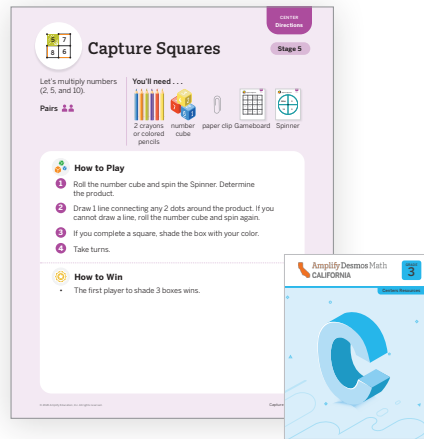 CENTER
Directions
5 7
8 6
Capture Squares
Stage 5
Let's multiply numbers
(2, 5, and 10).
Pairs
You'll need . . .
2 crayons
or colored
pencils
number
cube
paper clip
Gameboard
Spinner
How to Play
1 Roll the number cube and spin the Spinner. Determine
the product.
2 Draw 1 line connecting any 2 dots around the product. If you
cannot draw a line, roll the number cube and spin again.
3 If you complete a square, shade the box with your color.
4 Take turns.
How to Win
• The first player to shade 3 boxes wins.
Capture
Amplify Desmos Math
CALIFORNIA
GRADE
3
Centers Resources